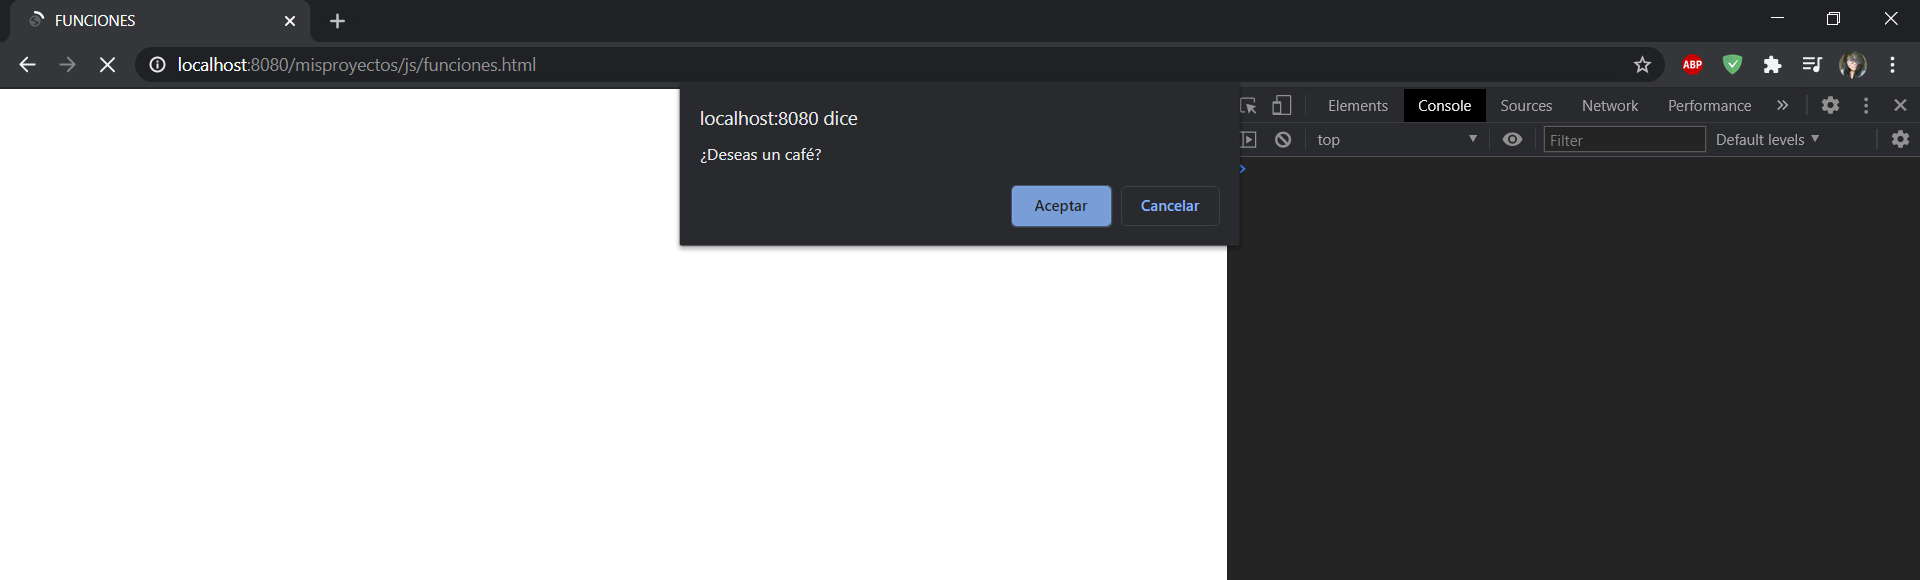 FUNCIONES
localhost:8080/misproyectos/js/funciones.html
ABP
localhost:8080 dice
¿Deseas un café?
Aceptar Cancelar
Elements Console Sources Network Performance
top Filter Default levels